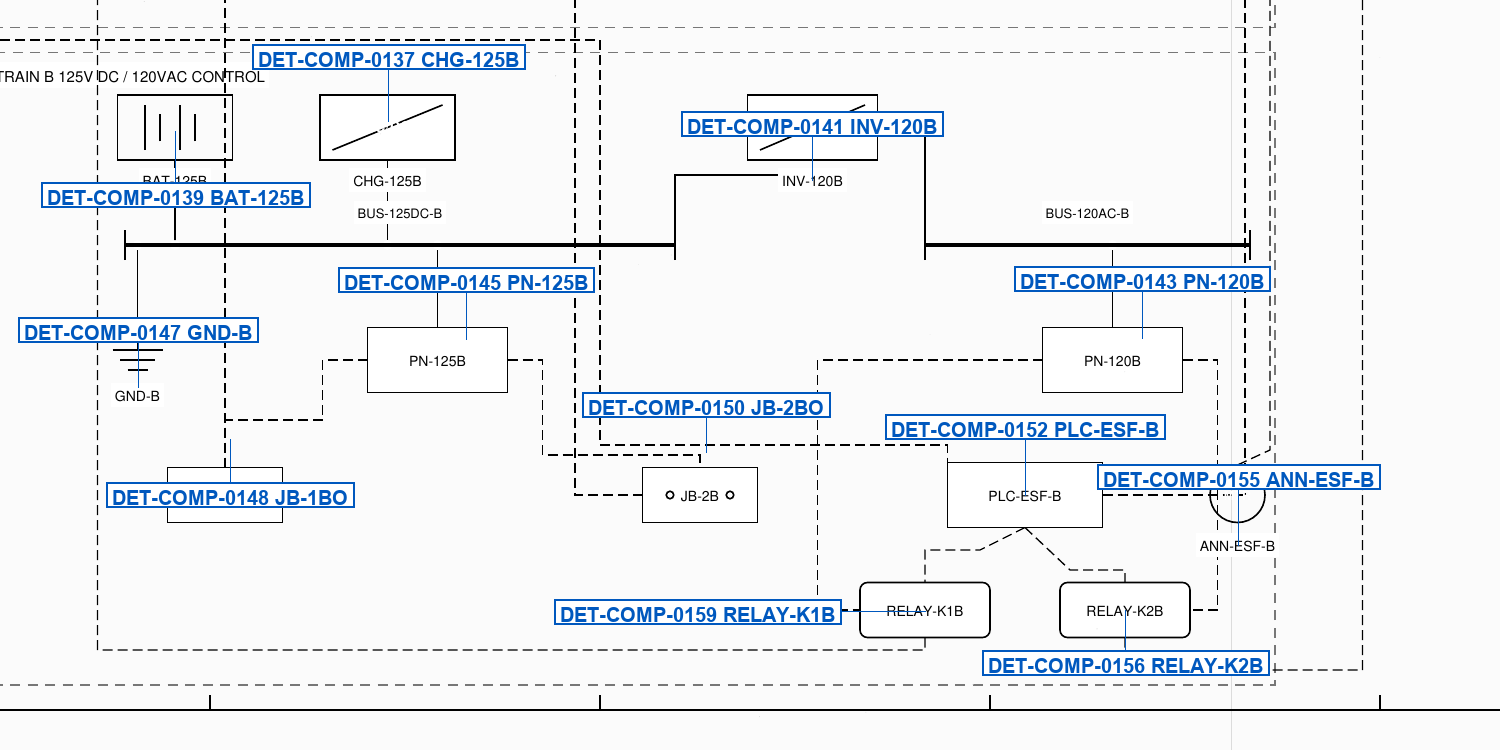 DET-COMP-0137 CHG-125B
TRAIN B 125V DC / 120VAC CONTROL
DET-COMP-0141 INV-120B
BAT-125B
CHG-125B
INV-120B
DET-COMP-0139 BAT-125B
BUS-125DC-B
BUS-120AC-B
DET-COMP-0145 PN-125B
DET-COMP-0143 PN-120B
DET-COMP-0147 GND-B
PN-125B
PN-120B
GND-B
DET-COMP-0150 JB-2BO
DET-COMP-0152 PLC-ESF-B
DET-COMP-0155 ANN-ESF-B
DET-COMP-0148 JB-1BO
JB-2B
PLC-ESF-B
ANN-ESF-B
DET-COMP-0159 RELAY-K1B
RELAY-K1B
RELAY-K2B
DET-COMP-0156 RELAY-K2B